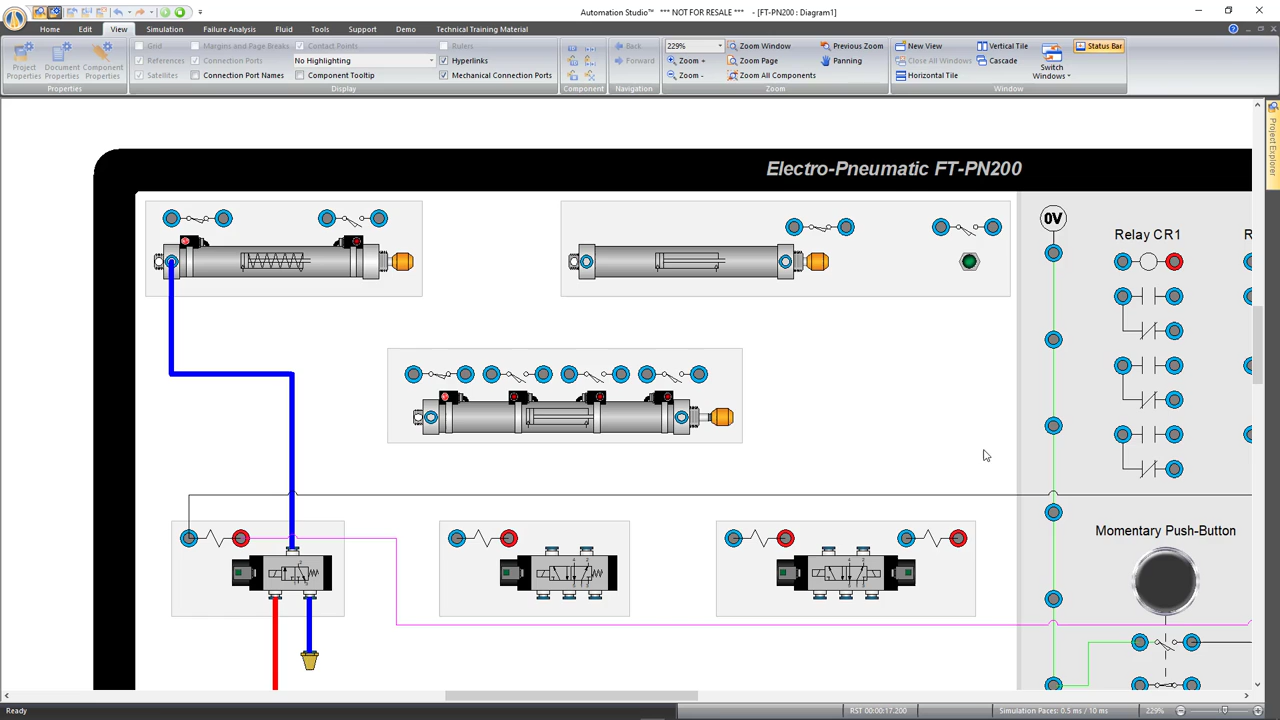 Automation Studio™ ** NOT FOR RESALE ** - [FT-PN200 : Diagram1]
Home Edit View Simulation Failure Analysis Fluid Tools Support Demo Technical Training Material
Project Properties
Document Properties
Component Properties
Properties
Grid
Margins and Page Breaks
Contact Points
Rulers
References
Connection Ports
No Highlighting
Hyperlinks
Satellites
Connection Port Names
Component Tooltip
Mechanical Connection Ports
Display
Component
Back
Forward
Navigation
229%
Zoom Window
Previous Zoom
Zoom +
Zoom Page
Panning
Zoom -
Zoom All Components
Zoom
New View
Vertical Tile
Close All Windows
Cascade
Horizontal Tile
Switch Windows
Status Bar
Window
Project Explorer
Electro-Pneumatic FT-PN200
0V
Relay CR1
R
Momentary Push-Button
Ready
RST 00:00:17.200
Simulation Paces: 0.5 ms / 10 ms
229%